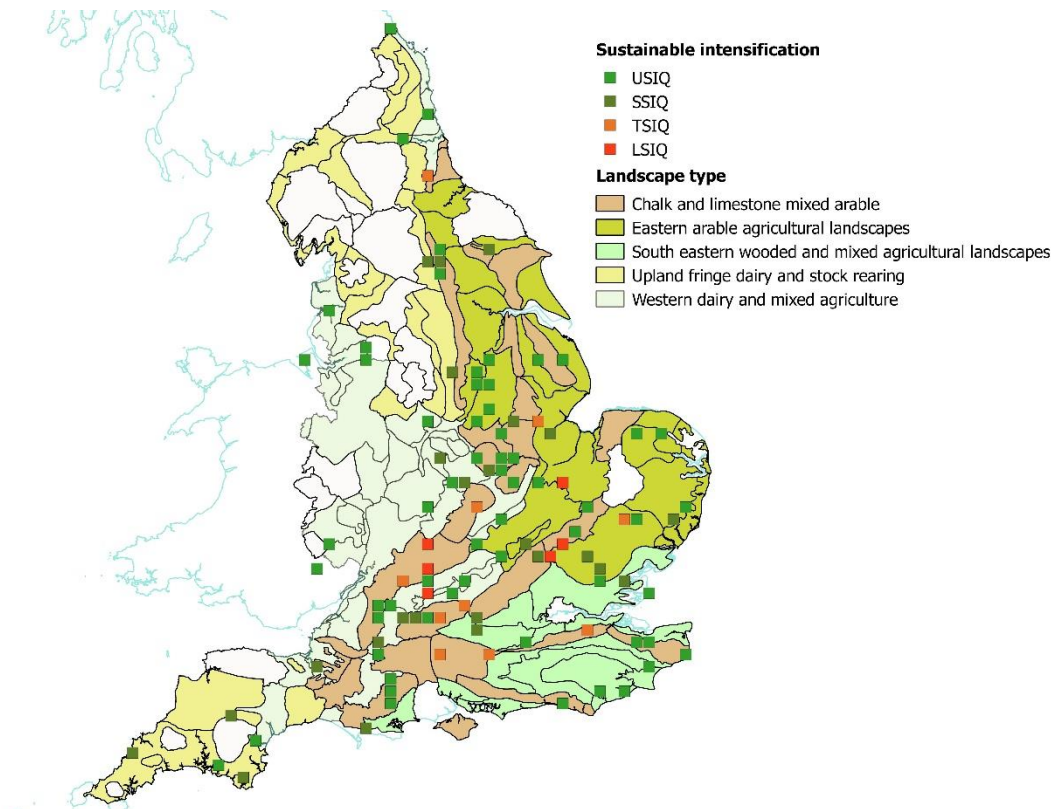 Sustainable intensification
USIQ
SSIQ
TSIQ
LSIQ
Landscape type
Chalk and limestone mixed arable
Eastern arable agricultural landscapes
South eastern wooded and mixed agricultural landscapes
Upland fringe dairy and stock rearing
Western dairy and mixed agriculture